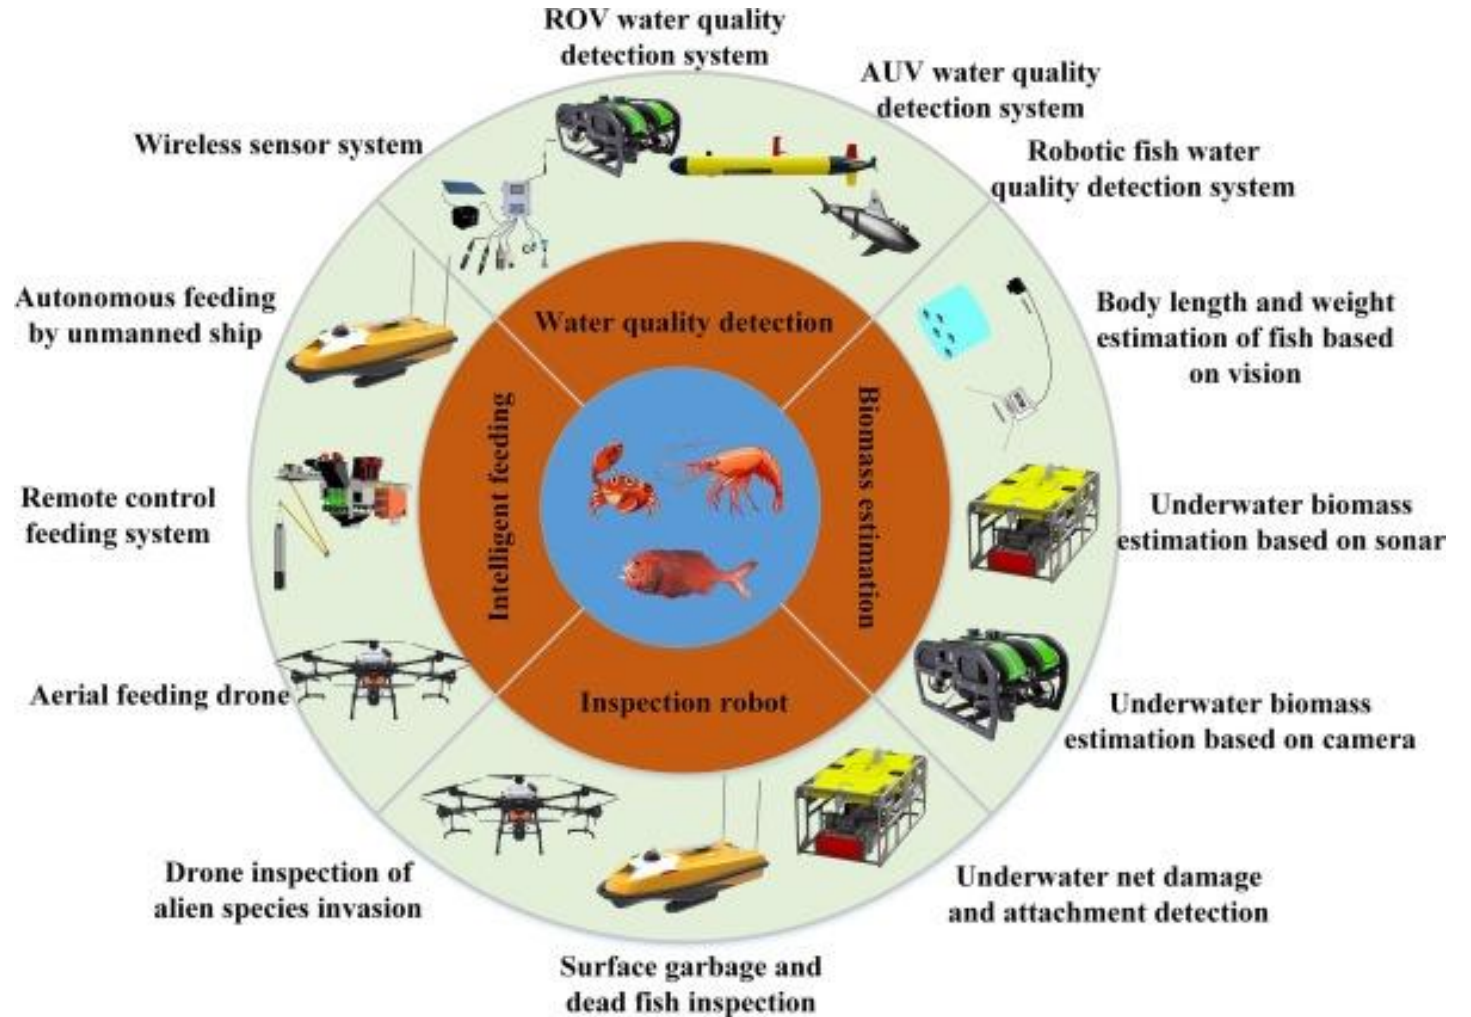 ROV water quality
detection system
AUV water quality
detection system
Robotic fish water
quality detection system
Wireless sensor system
Autonomous feeding
by unmanned ship
Water quality detection
Body length and weight
estimation of fish based
on vision
Intelligent feeding
Biomass estimation
Remote control
feeding system
Underwater biomass
estimation based on sonar
Aerial feeding drone
Inspection robot
Underwater biomass
estimation based on camera
Drone inspection of
alien species invasion
Underwater net damage
and attachment detection
Surface garbage and
dead fish inspection